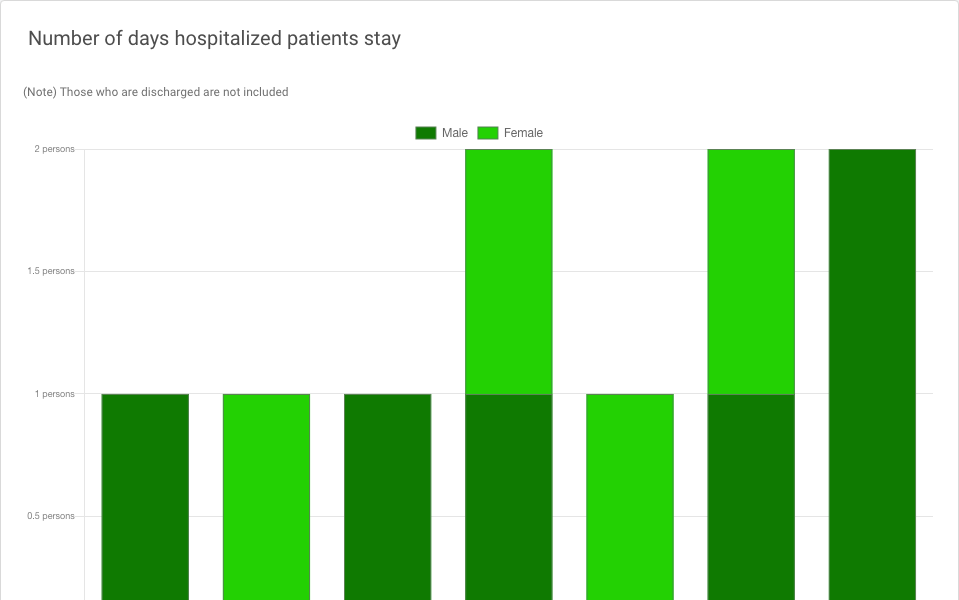 Number of days hospitalized patients stay
(Note) Those who are discharged are not included
Male Female
2 persons
1.5 persons
1 persons
0.5 persons